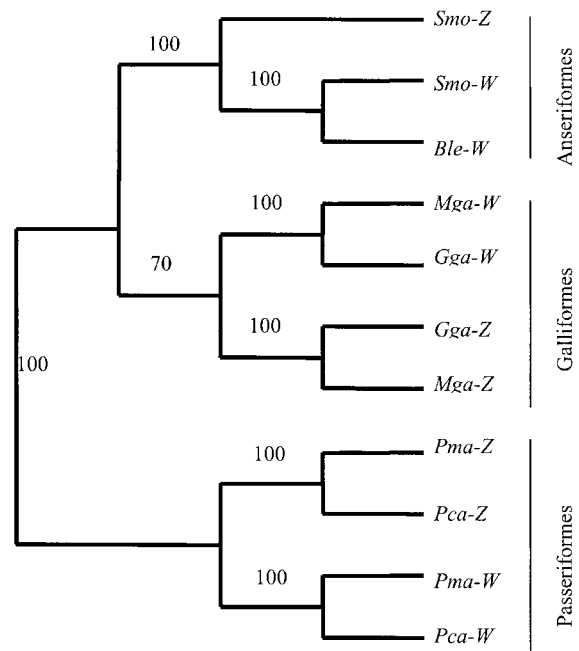 Smo-Z
100
Smo-W
100
Ble-W
Anseriformes
Mga-W
100
Gga-W
70
Gga-Z
100
Mga-Z
Galliformes
100
Pma-Z
100
Pca-Z
Pma-W
100
Pca-W
Passeriformes